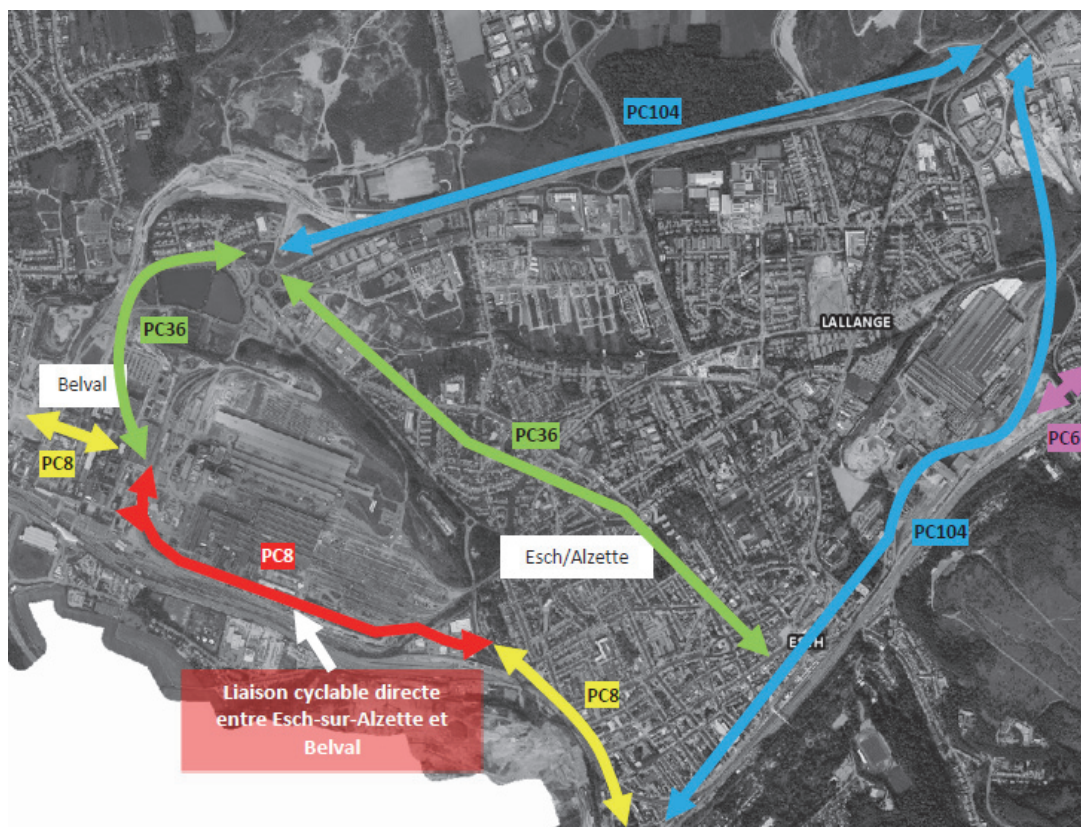 PC104
PC36
LALLANGE
Belval
PC36
PC6
PC8
PC104
PC8
Esch/Alzette
ESCH
Liaison cyclable directe
entre Esch-sur-Alzette et
Belval
PC8